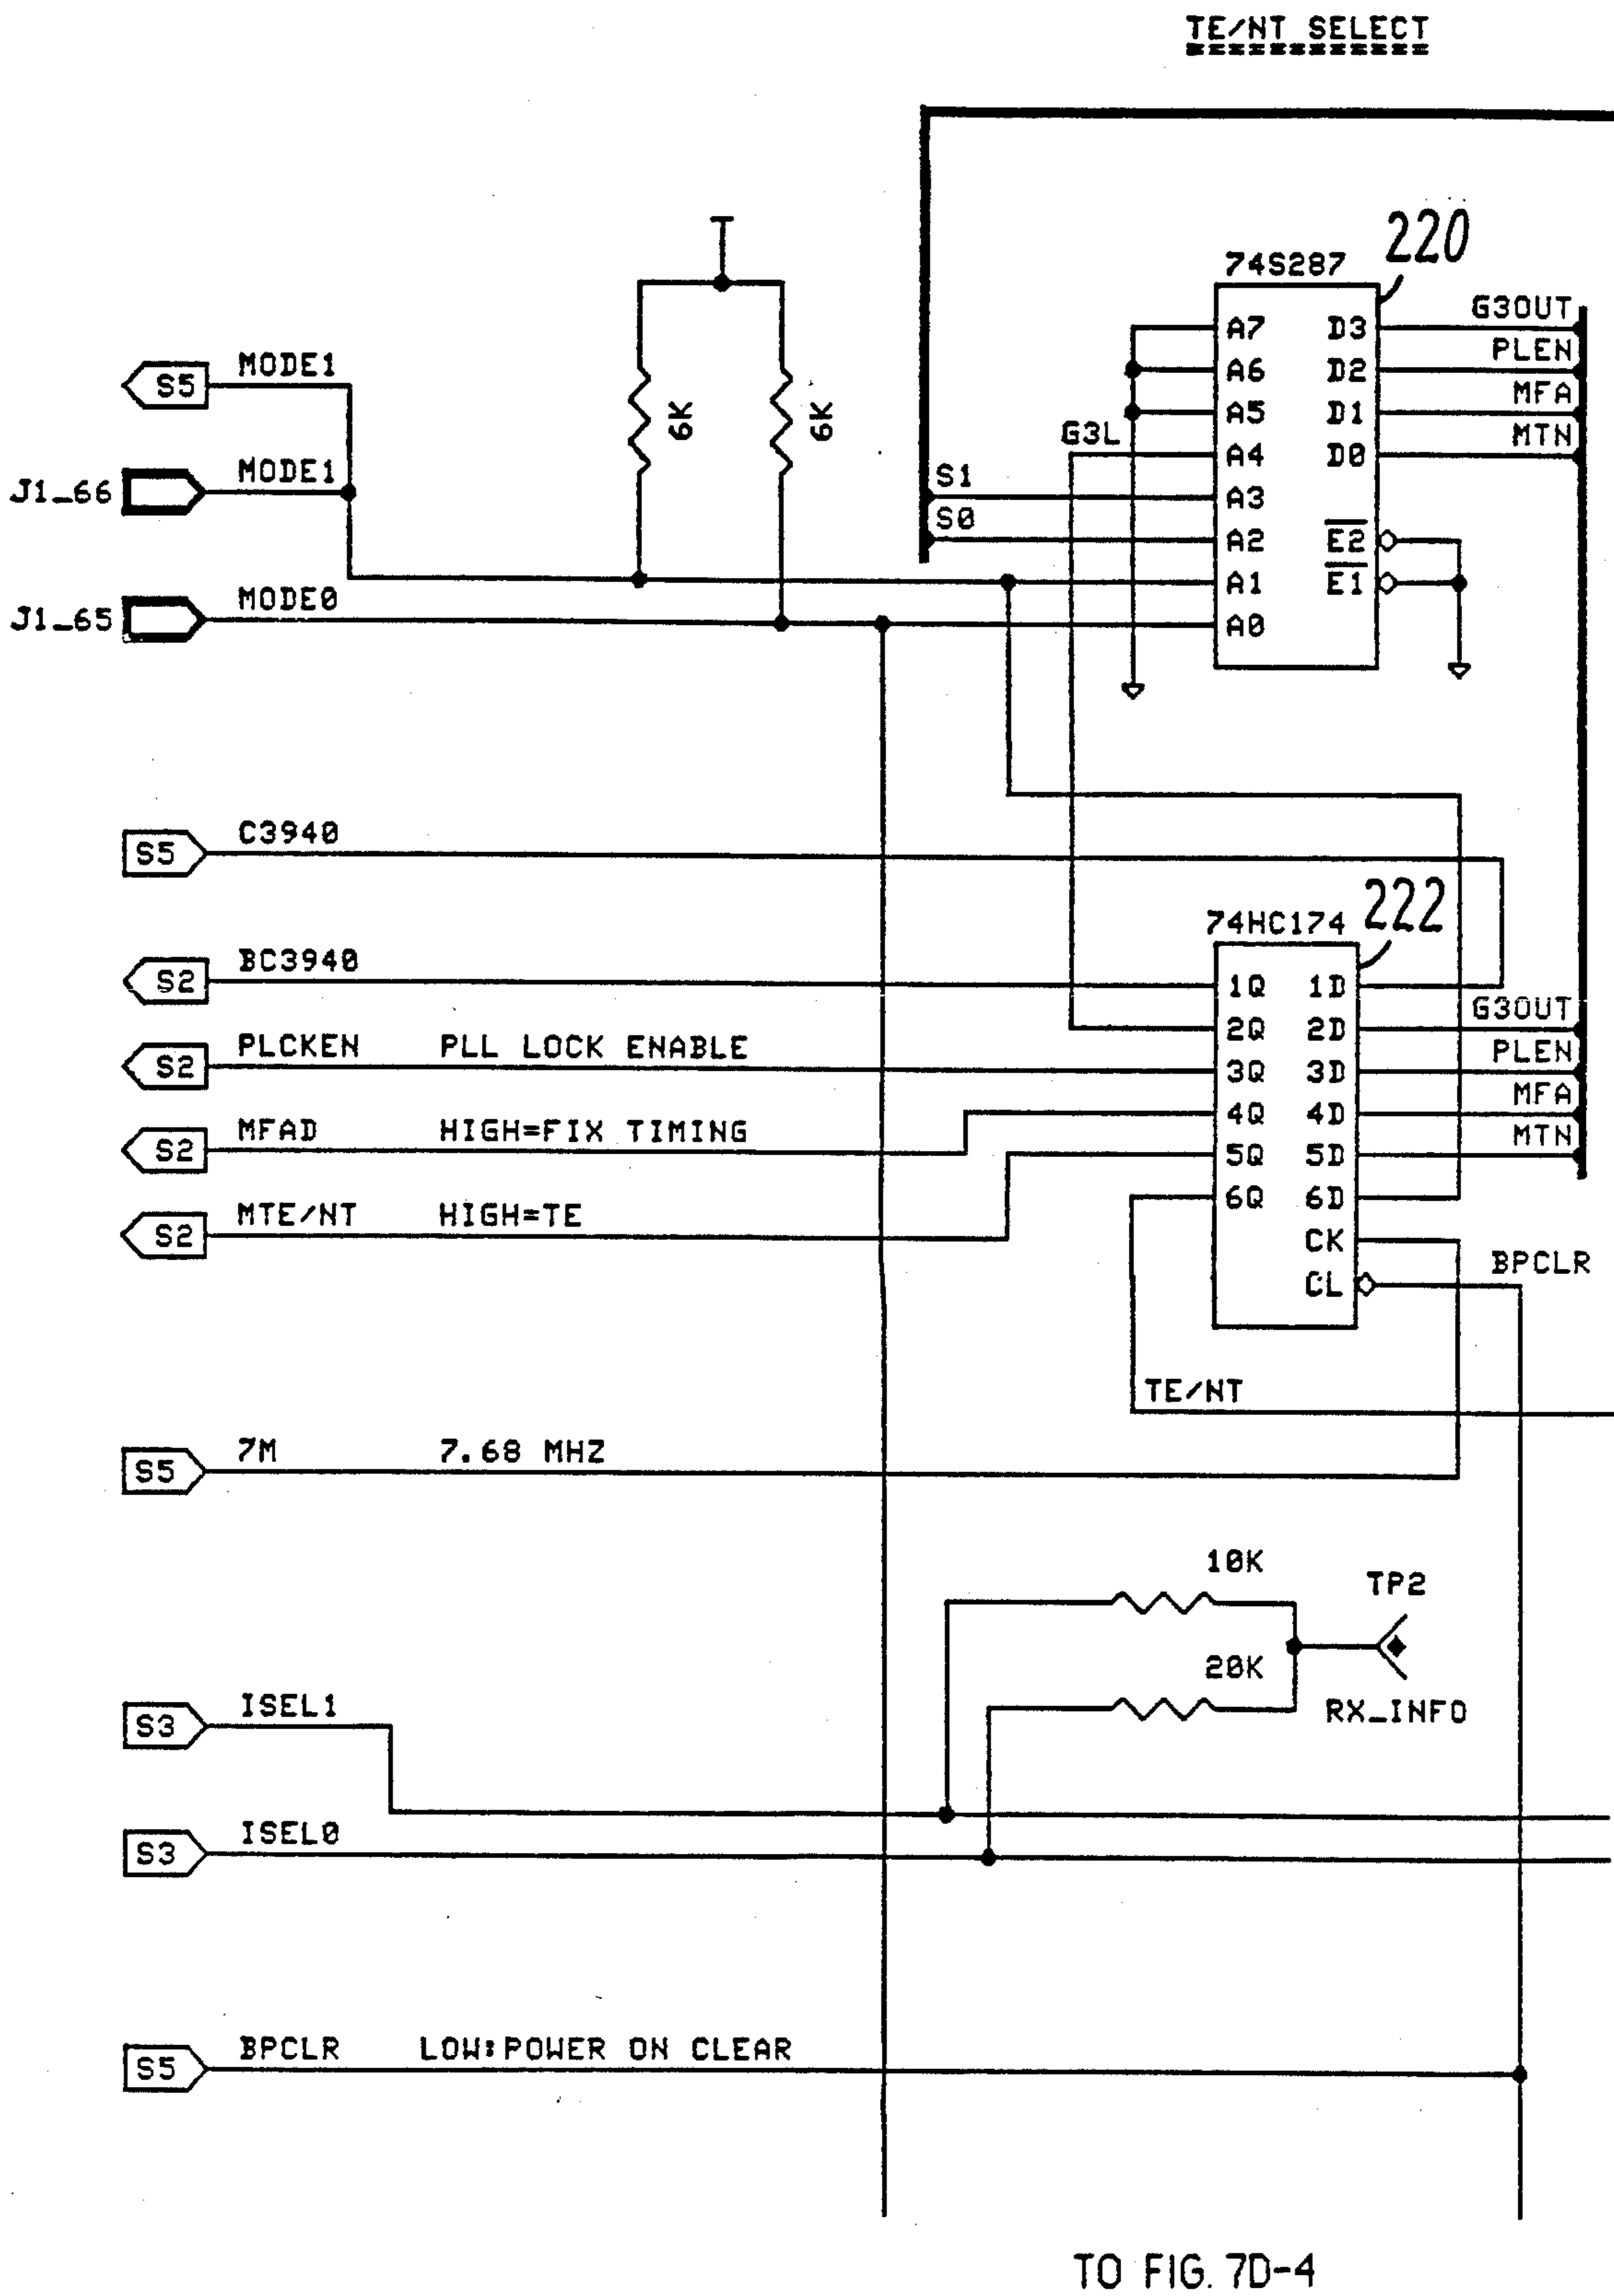 TE/NT SELECT
220
74S287
A7 D3 G3OUT
A6 D2 PLEN
A5 D1 MFA
G3L A4 D0 MTN
S1 A3
S0 A2 E2
A1 E1
A0
6K 6K
S5 MODE1
J1_66 MODE1
J1_65 MODE0
S5 C3940
222
74HC174
S2 BC3940 1Q 1D
2Q 2D G3OUT
S2 PLCKEN PLL LOCK ENABLE 3Q 3D PLEN
S2 MFAD HIGH=FIX TIMING 4Q 4D MFA
5Q 5D MTN
S2 MTE/NT HIGH=TE 6Q 6D
CK
CL BPCLR
TE/NT
S5 7M 7.68 MHZ
10K
TP2
20K
RX_INFO
S3 ISEL1
S3 ISEL0
S5 BPCLR LOW:POWER ON CLEAR
TO FIG. 7D-4